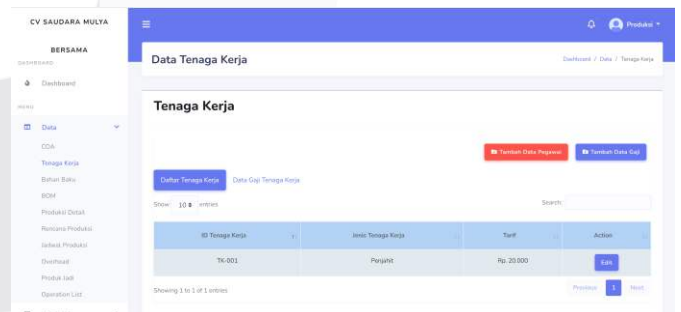 CV SAUDARA MULYA
BERSAMA
DASHBOARD
Dashboard
MENU
Data
COA
Tenaga Kerja
Bahan Baku
BOM
Produksi Detail
Rencana Produksi
Jadwal Produksi
Overhead
Produk Jadi
Operation List
Produksi
Data Tenaga Kerja
Dashboard / Data / Tenaga Kerja
Tenaga Kerja
Tambah Data Pegawai
Tambah Data Gaji
Daftar Tenaga Kerja
Data Gaji Tenaga Kerja
Show 10 entries
Search:
ID Tenaga Kerja Jenis Tenaga Kerja Tarif Action
TK-001 Penjahit Rp. 20.000 Edit
Showing 1 to 1 of 1 entries
Previous 1 Next